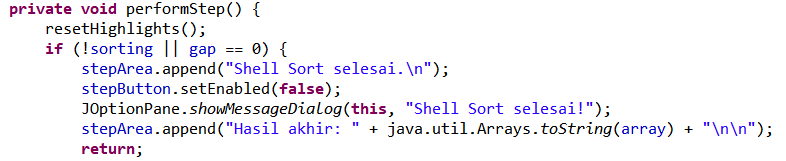 private void performStep() {
    resetHighlights();
    if (!sorting || gap == 0) {
        stepArea.append("Shell Sort selesai.\n");
        stepButton.setEnabled(false);
        JOptionPane.showMessageDialog(this, "Shell Sort selesai!");
        stepArea.append("Hasil akhir: " + java.util.Arrays.toString(array) + "\n\n");
        return;